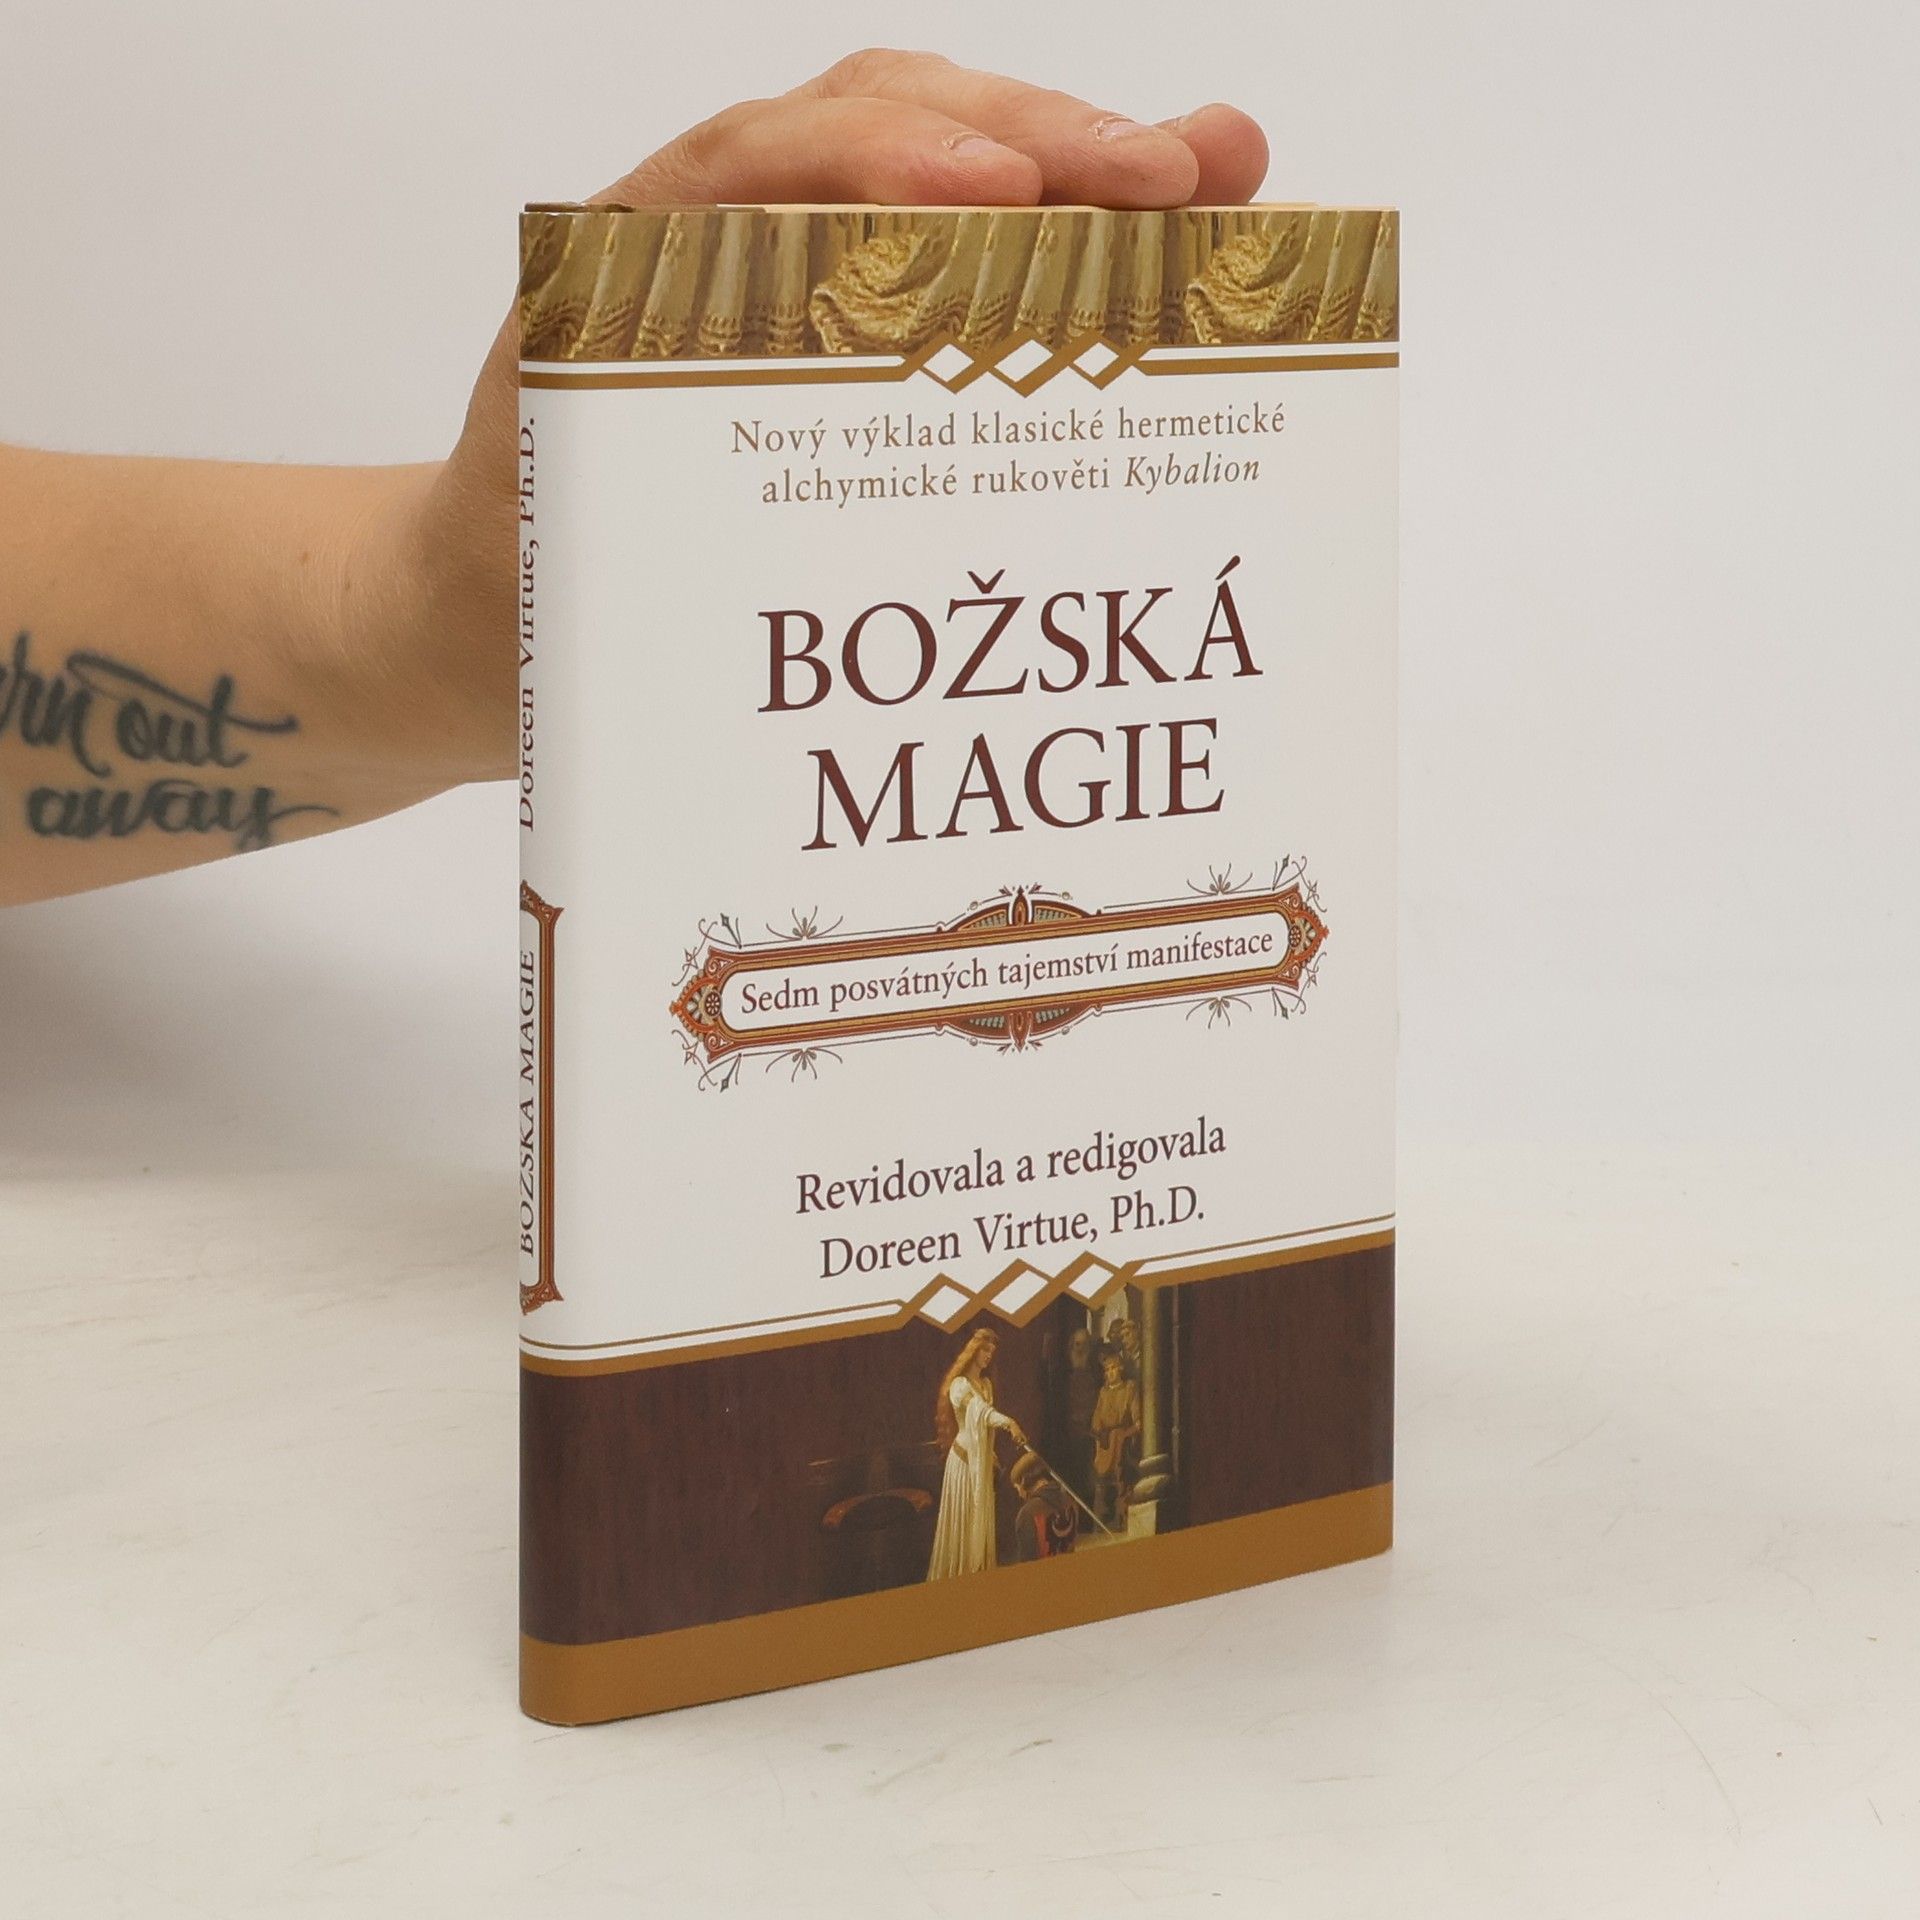 Nový výklad klasické hermetické
alchymické rukověti Kybalion
BOŽSKÁ
MAGIE
Sedm posvátných tajemství manifestace
Revidovala a redigovala
Doreen Virtue, Ph.D.
BOŽSKÁ MAGIE Doreen Virtue, Ph.D.
out
away